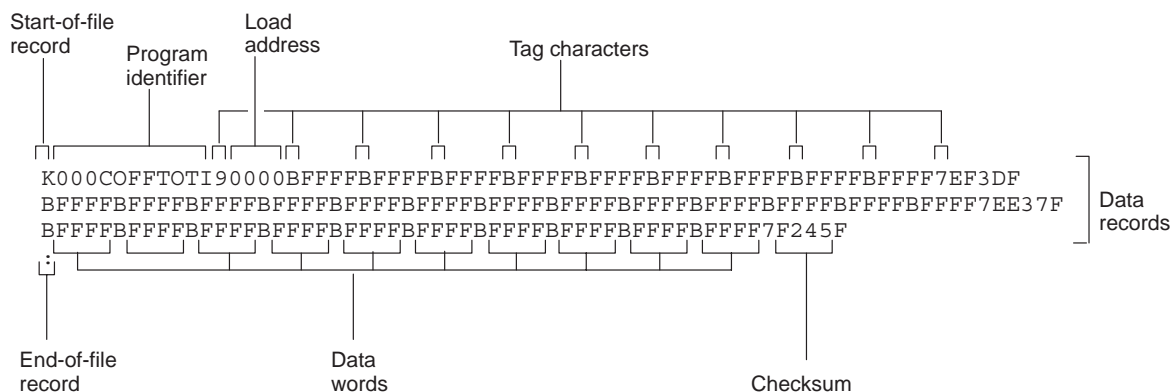 Start-of-file record
Program identifier
Load address
Tag characters
K000COFFTOTI90000BFFFFBFFFFBFFFFBFFFFBFFFFBFFFFBFFFFBFFFFBFFFF7EF3DF
BFFFFBFFFFBFFFFBFFFFBFFFFBFFFFBFFFFBFFFFBFFFFBFFFFBFFFFBFFFFBFFFF7EE37F
BFFFFBFFFFBFFFFBFFFFBFFFFBFFFFBFFFFBFFFFBFFFFBFFFF7F245F
:
Data records
End-of-file record
Data words
Checksum